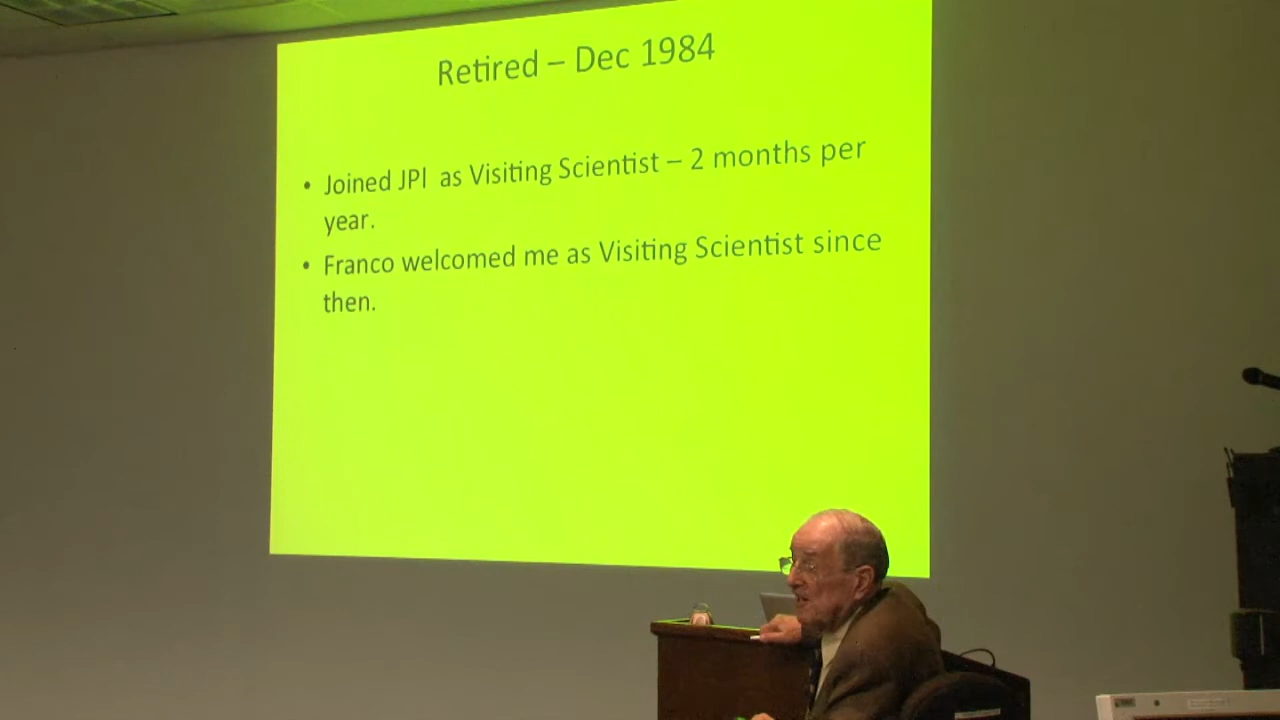 Retired – Dec 1984
• Joined JPI as Visiting Scientist – 2 months per
year.
• Franco welcomed me as Visiting Scientist since
then.